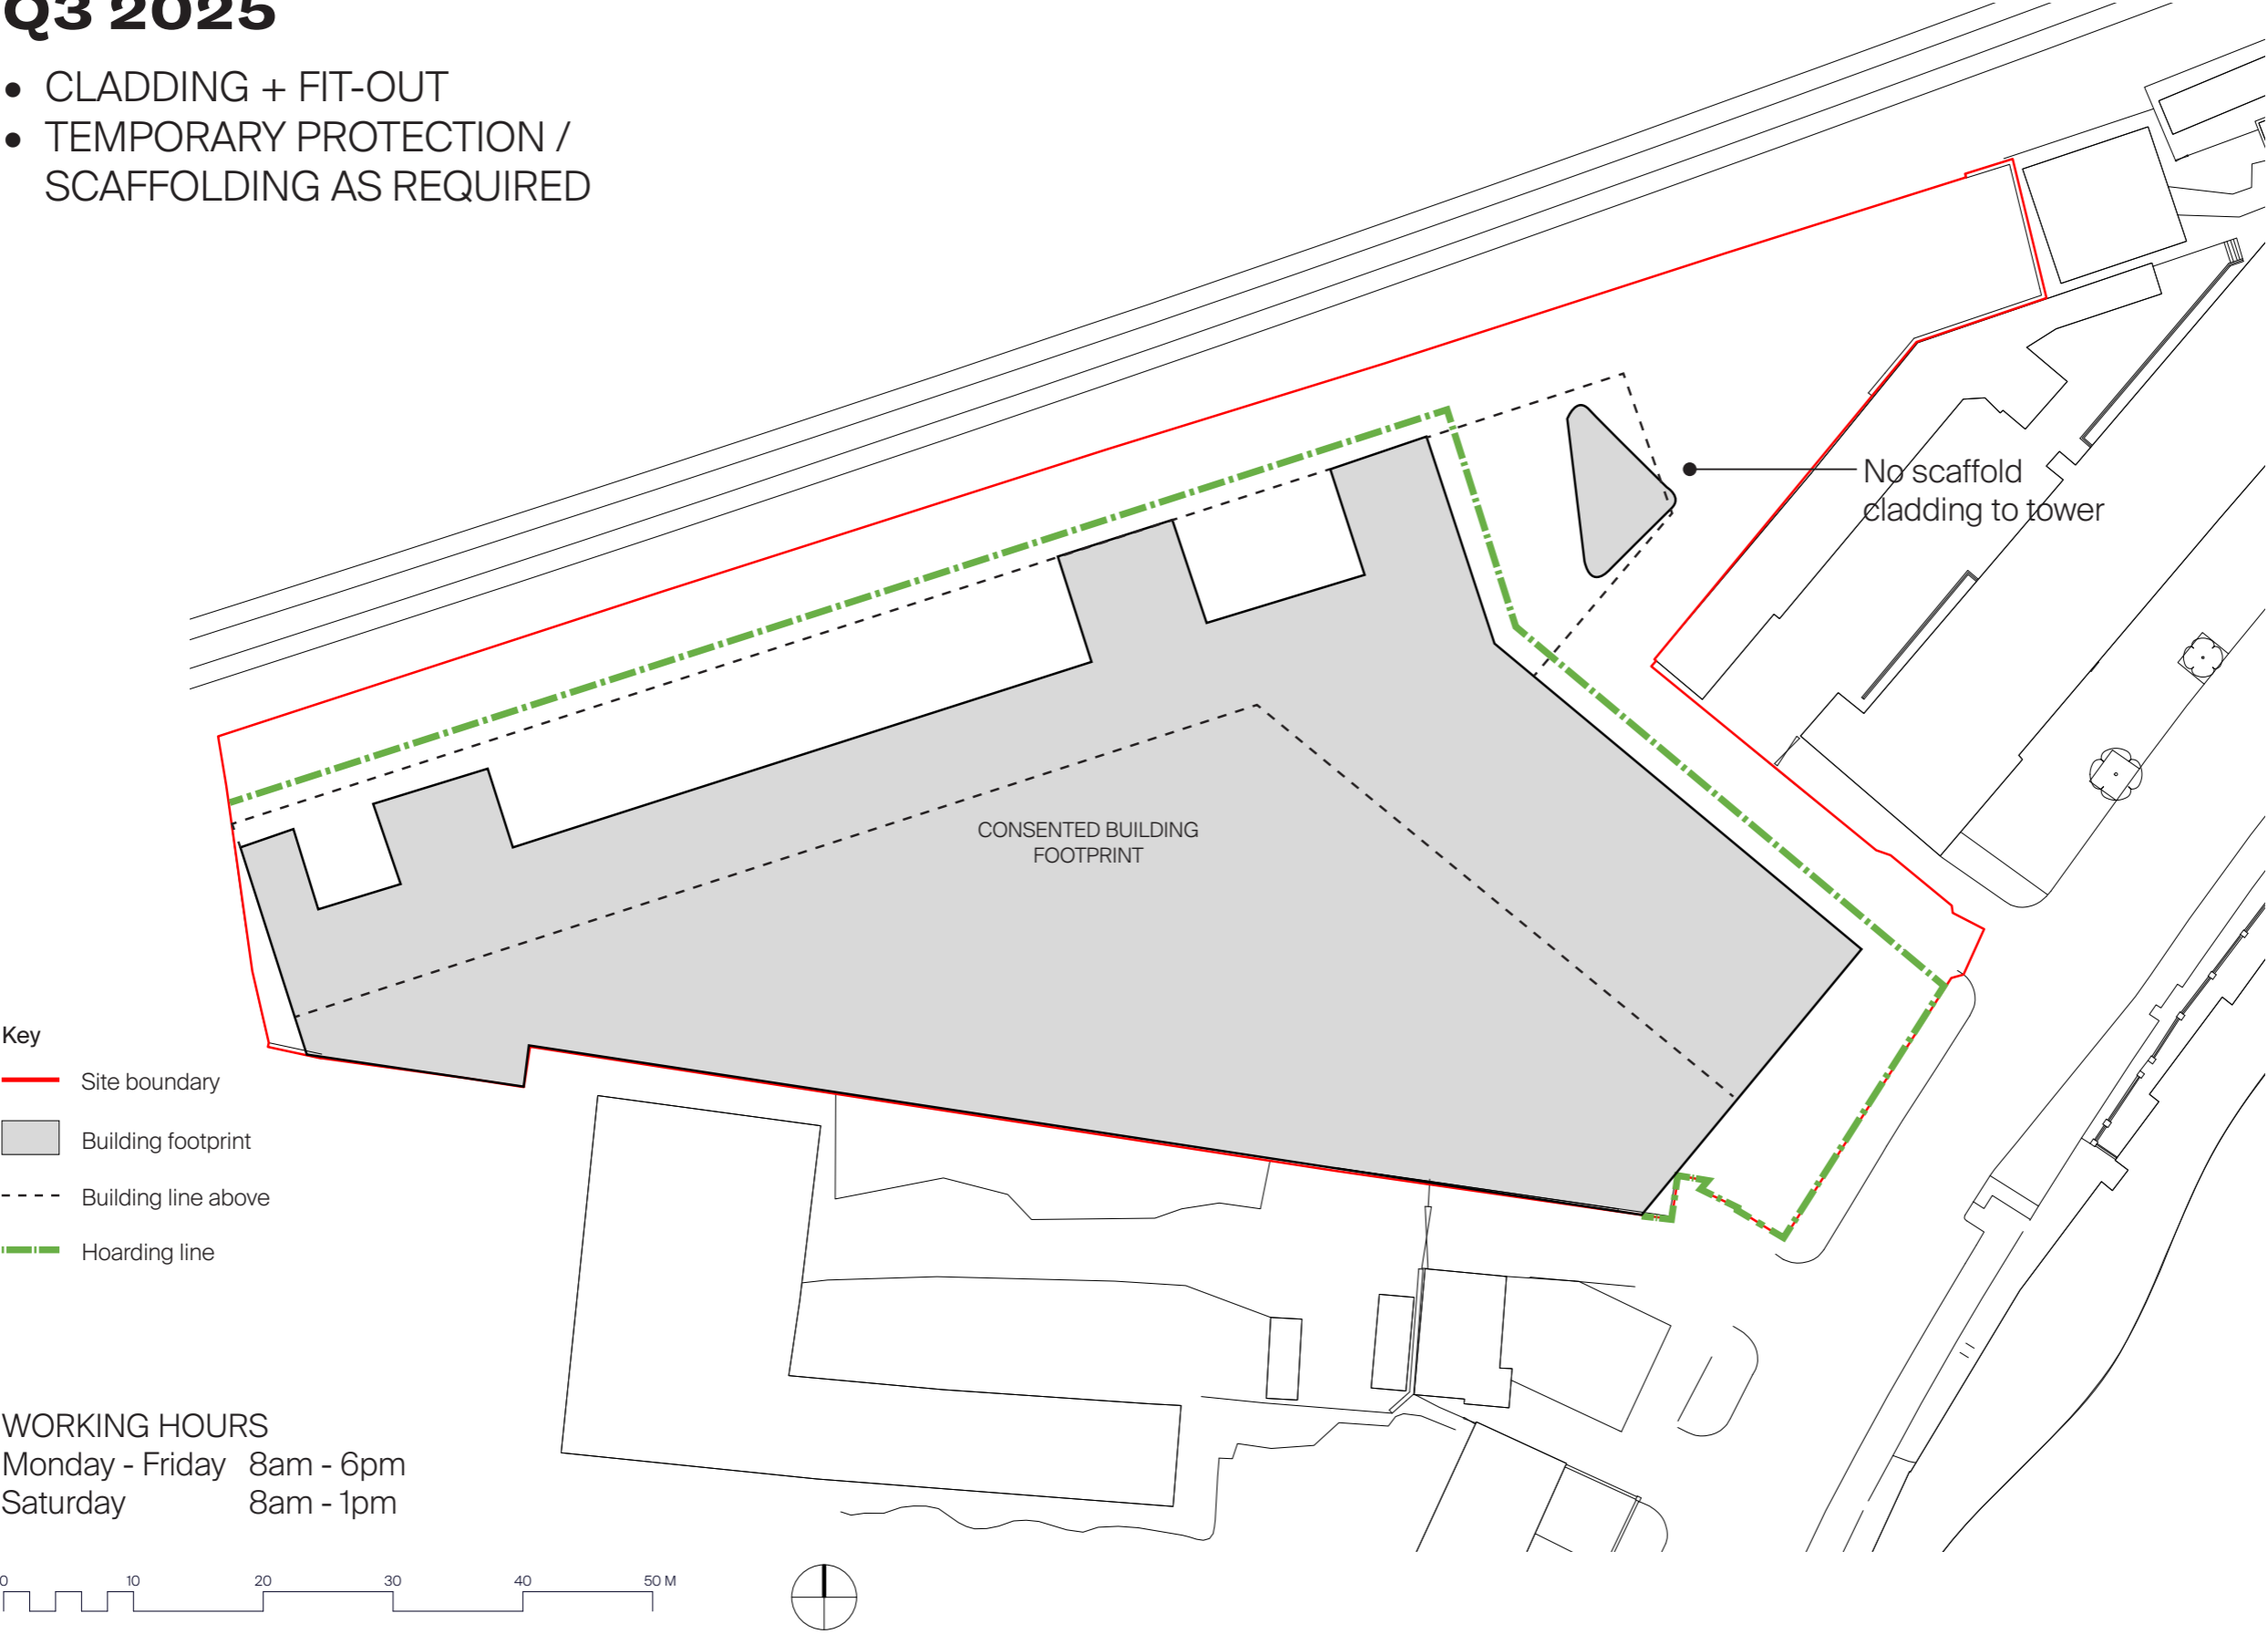 Q3 2025
• CLADDING + FIT-OUT
• TEMPORARY PROTECTION /
SCAFFOLDING AS REQUIRED
No scaffold
cladding to tower
CONSENTED BUILDING
FOOTPRINT
Key
Site boundary
Building footprint
Building line above
Hoarding line
WORKING HOURS
Monday - Friday 8am - 6pm
Saturday 8am - 1pm
0 10 20 30 40 50 M